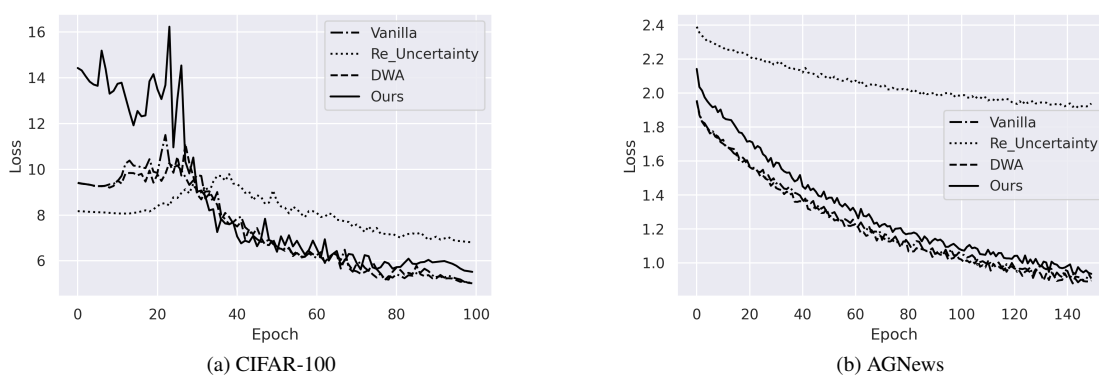 16
14
12
10
8
6
Loss
0 20 40 60 80 100
Epoch
Vanilla
Re_Uncertainty
DWA
Ours
(a) CIFAR-100
2.4
2.2
2.0
1.8
1.6
1.4
1.2
1.0
Loss
0 20 40 60 80 100 120 140
Epoch
Vanilla
Re_Uncertainty
DWA
Ours
(b) AGNews